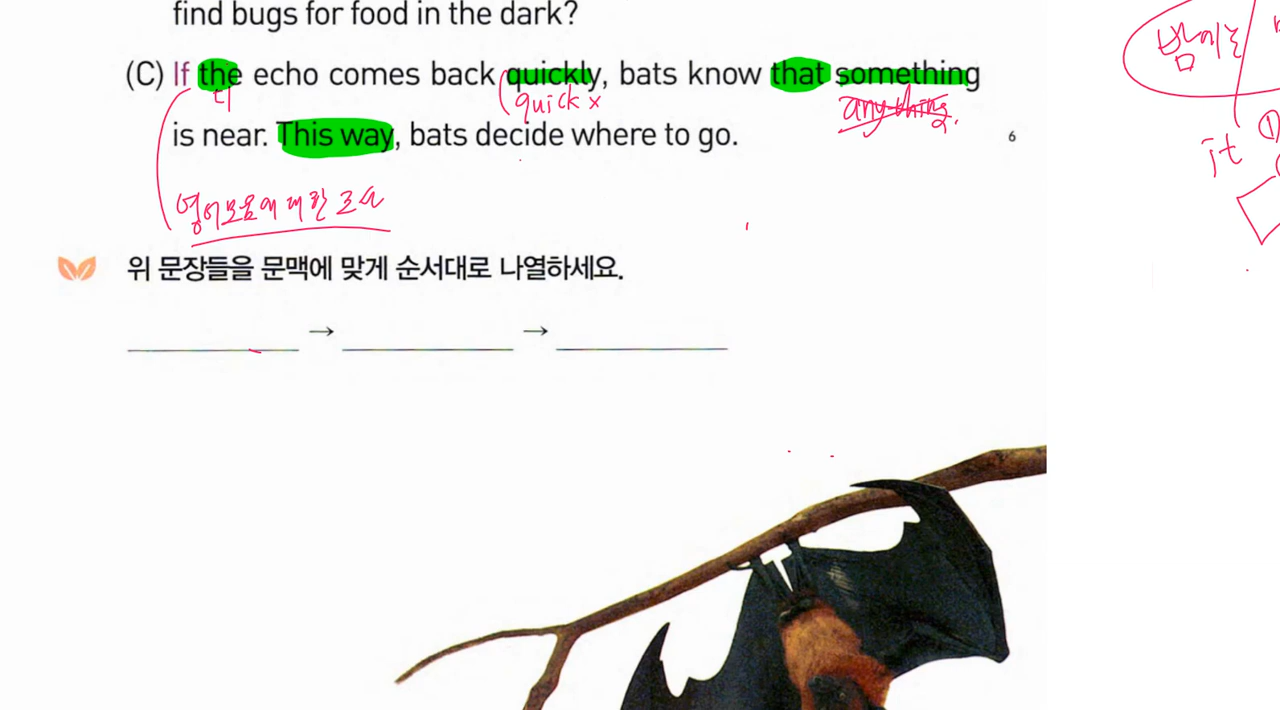 find bugs for food in the dark?
밤에는
(C) If the echo comes back quickly, bats know that something
디
quick x
anything
is near. This way, bats decide where to go.
6
it ①
영어모음에 대한 조사
위 문장들을 문맥에 맞게 순서대로 나열하세요.
→ →